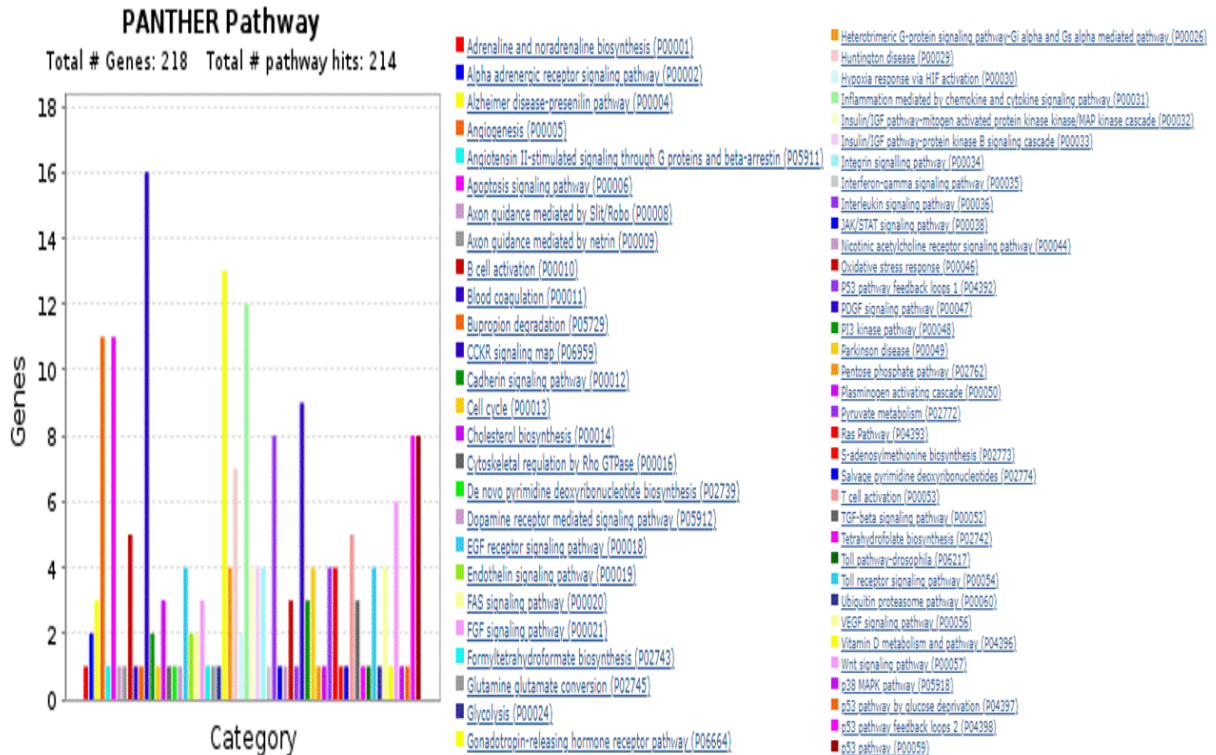 PANTHER Pathway
Total # Genes: 218 Total # pathway hits: 214
18
16
14
12
10
8
6
4
2
0
Genes
Category
Adrenaline and noradrenaline biosynthesis (P00001)
Alpha adrenergic receptor signaling pathway (P00002)
Alzheimer disease-presenilin pathway (P00004)
Angiogenesis (P00005)
Angiotensin II-stimulated signaling through G proteins and beta-arrestin (P05911)
Apoptosis signaling pathway (P00006)
Axon guidance mediated by Slit/Robo (P00008)
Axon guidance mediated by netrin (P00009)
B cell activation (P00010)
Blood coagulation (P00011)
Bupropion degradation (P05729)
CCKR signaling map (P06959)
Cadherin signaling pathway (P00012)
Cell cycle (P00013)
Cholesterol biosynthesis (P00014)
Cytoskeletal regulation by Rho GTPase (P00016)
De novo pyrimidine deoxyribonucleotide biosynthesis (P02739)
Dopamine receptor mediated signaling pathway (P05912)
EGF receptor signaling pathway (P00018)
Endothelin signaling pathway (P00019)
FAS signaling pathway (P00020)
FGF signaling pathway (P00021)
Formyltetrahydroformate biosynthesis (P02743)
Glutamine glutamate conversion (P02745)
Glycolysis (P00024)
Gonadotropin-releasing hormone receptor pathway (P06664)
Heterotrimeric G-protein signaling pathway-Gi alpha and Gs alpha mediated pathway (P00026)
Huntington disease (P00029)
Hypoxia response via HIF activation (P00030)
Inflammation mediated by chemokine and cytokine signaling pathway (P00031)
Insulin/IGF pathway-mitogen activated protein kinase kinase/MAP kinase cascade (P00032)
Insulin/IGF pathway-protein kinase B signaling cascade (P00033)
Integrin signalling pathway (P00034)
Interferon-gamma signaling pathway (P00035)
Interleukin signaling pathway (P00036)
JAK/STAT signaling pathway (P00038)
Nicotinic acetylcholine receptor signaling pathway (P00044)
Oxidative stress response (P00046)
P53 pathway feedback loops 1 (P04392)
PDGF signaling pathway (P00047)
PI3 kinase pathway (P00048)
Parkinson disease (P00049)
Pentose phosphate pathway (P02762)
Plasminogen activating cascade (P00050)
Pyruvate metabolism (P02772)
Ras Pathway (P04393)
S-adenosylmethionine biosynthesis (P02773)
Salvage pyrimidine deoxyribonucleotides (P02774)
T cell activation (P00053)
TGF-beta signaling pathway (P00052)
Tetrahydrofolate biosynthesis (P02742)
Toll pathway-drosophila (P06217)
Toll receptor signaling pathway (P00054)
Ubiquitin proteasome pathway (P00060)
VEGF signaling pathway (P00056)
Vitamin D metabolism and pathway (P04396)
Wnt signaling pathway (P00057)
p38 MAPK pathway (P05918)
p53 pathway by glucose deprivation (P04397)
p53 pathway feedback loops 2 (P04398)
p53 pathway (P00059)